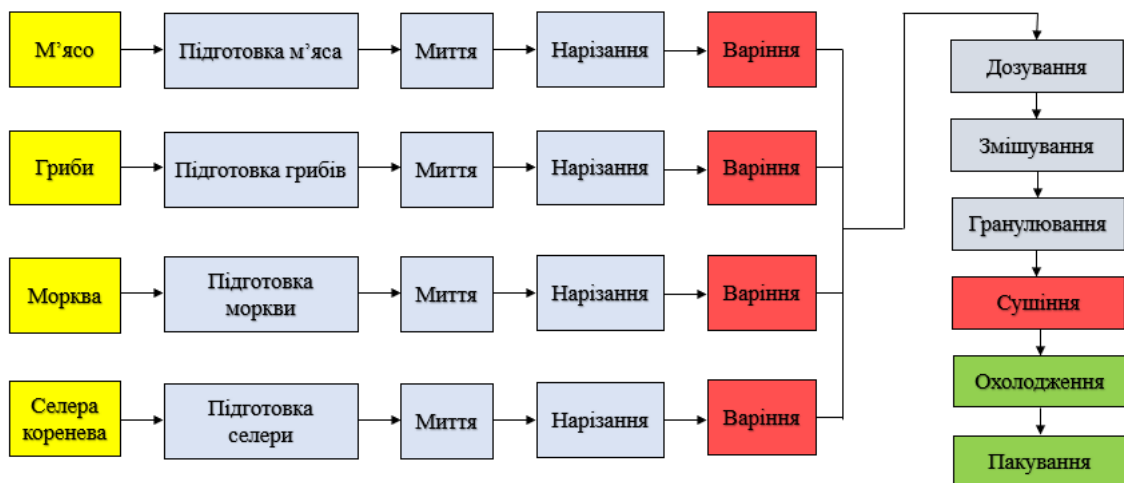 М’ясо
Підготовка м’яса
Миття
Нарізання
Варіння
Гриби
Підготовка грибів
Миття
Нарізання
Варіння
Морква
Підготовка
моркви
Миття
Нарізання
Варіння
Селера
коренева
Підготовка
селери
Миття
Нарізання
Варіння
Дозування
Змішування
Гранулювання
Сушіння
Охолодження
Пакування